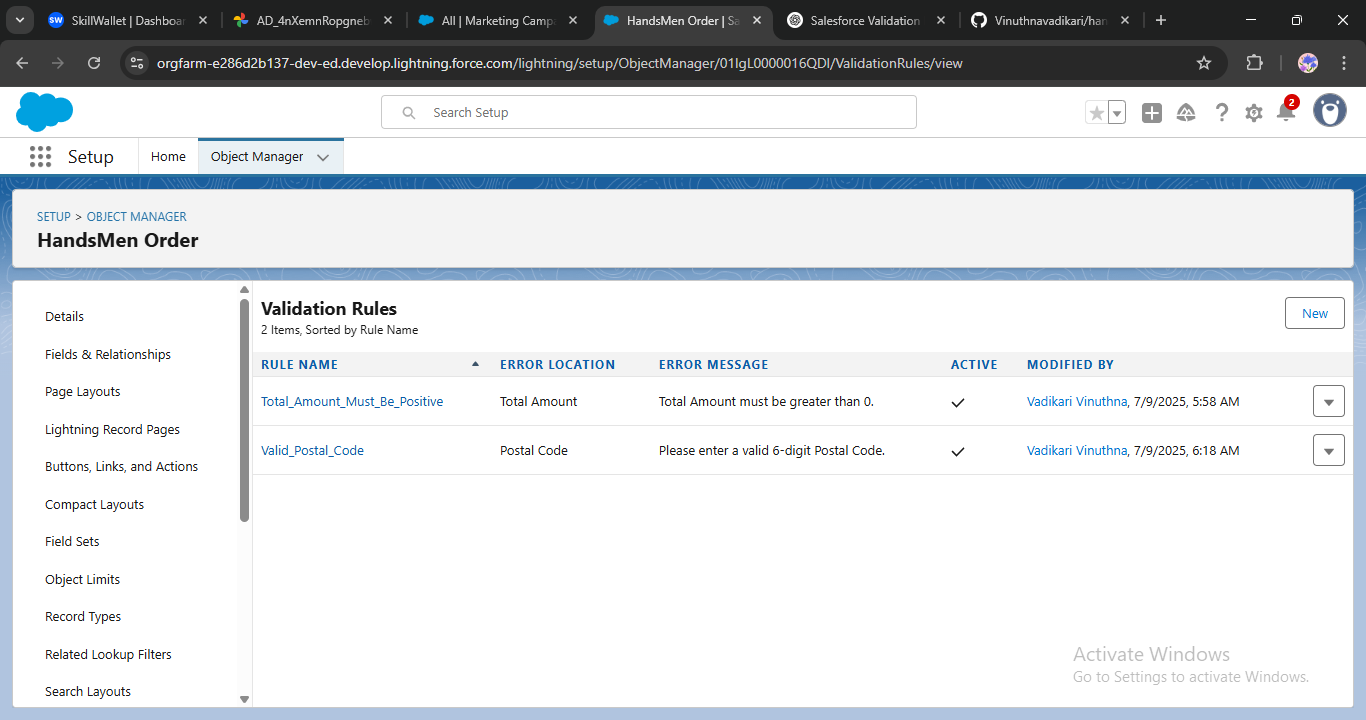 SW SkillWallet | Dashboar
AD_4nXemnRopgneb
All | Marketing Camp
HandsMen Order | Sa
Salesforce Validation
Vinuthnavadikari/han
orgfarm-e286d2b137-dev-ed.develop.lightning.force.com/lightning/setup/ObjectManager/01IgL0000016QDI/ValidationRules/view
Search Setup
2
Setup
Home
Object Manager
SETUP > OBJECT MANAGER
HandsMen Order
Details
Fields & Relationships
Page Layouts
Lightning Record Pages
Buttons, Links, and Actions
Compact Layouts
Field Sets
Object Limits
Record Types
Related Lookup Filters
Search Layouts
Validation Rules
2 Items, Sorted by Rule Name
New
RULE NAME ERROR LOCATION ERROR MESSAGE ACTIVE MODIFIED BY
Total_Amount_Must_Be_Positive Total Amount Total Amount must be greater than 0. Vadikari Vinuthna, 7/9/2025, 5:58 AM
Valid_Postal_Code Postal Code Please enter a valid 6-digit Postal Code. Vadikari Vinuthna, 7/9/2025, 6:18 AM
Activate Windows
Go to Settings to activate Windows.